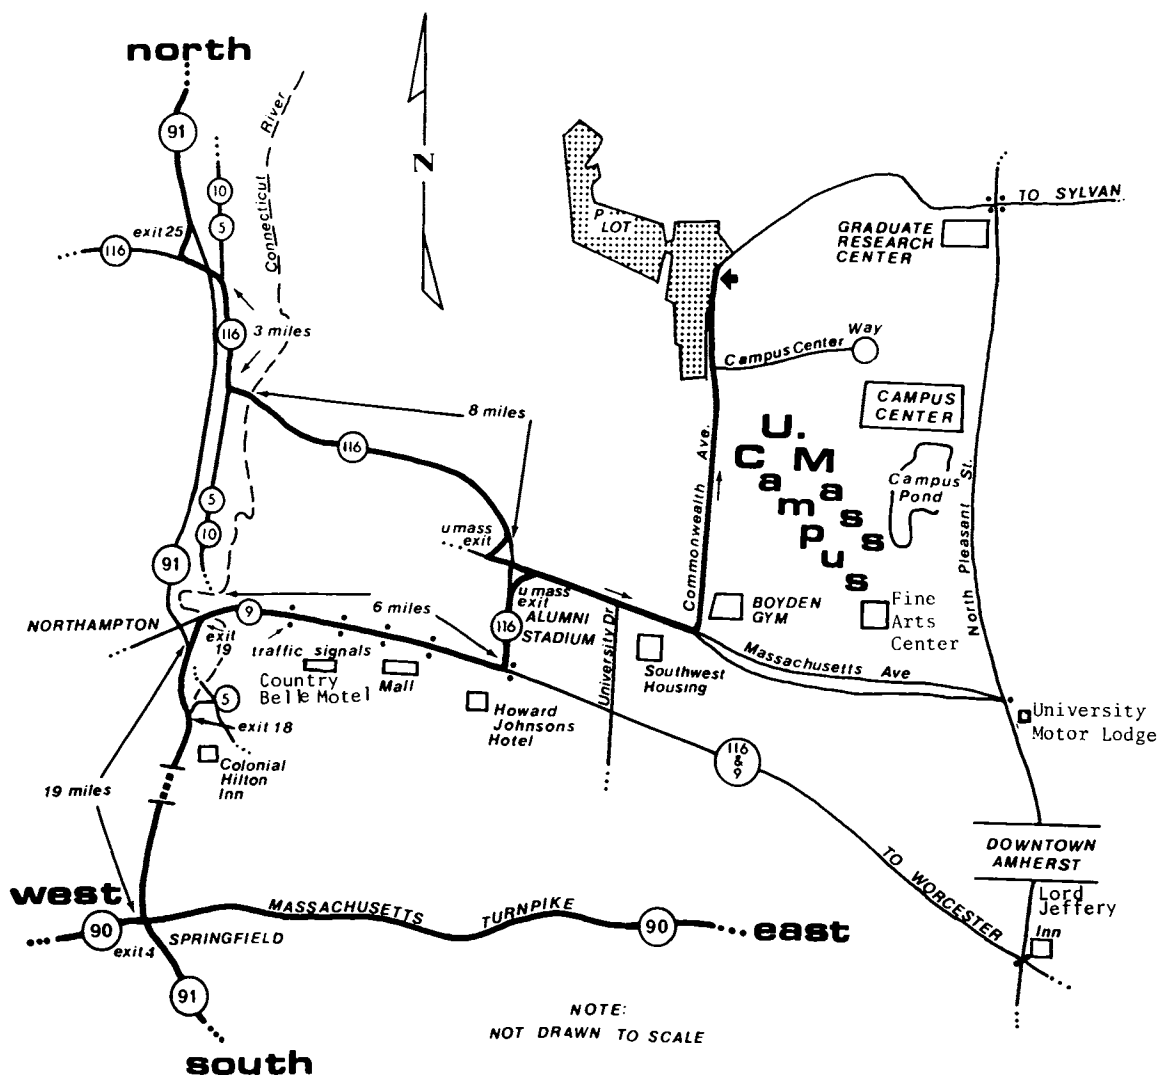 north
91
10
5
River
Connecticut
N
exit 25
116
116
3 miles
8 miles
116
5
10
91
umass
exit
umass
exit
ALUMNI
STADIUM
116
6 miles
9
NORTHAMPTON
exit
19
traffic signals
Country
Belle Motel
Mall
Howard
Johnsons
Hotel
5
exit 18
Colonial
Hilton
Inn
19 miles
P
LOT
TO SYLVAN
GRADUATE
RESEARCH
CENTER
Campus Center Way
CAMPUS
CENTER
U. Mass
Campus
Campus
Pond
Commonwealth Ave.
North Pleasant St.
BOYDEN
GYM
Fine
Arts
Center
University Dr
Southwest
Housing
Massachusetts Ave
University
Motor Lodge
116
&
9
TO WORCESTER
DOWNTOWN
AMHERST
Lord
Jeffery
Inn
west
90
exit 4
SPRINGFIELD
MASSACHUSETTS TURNPIKE
90
east
91
south
NOTE:
NOT DRAWN TO SCALE